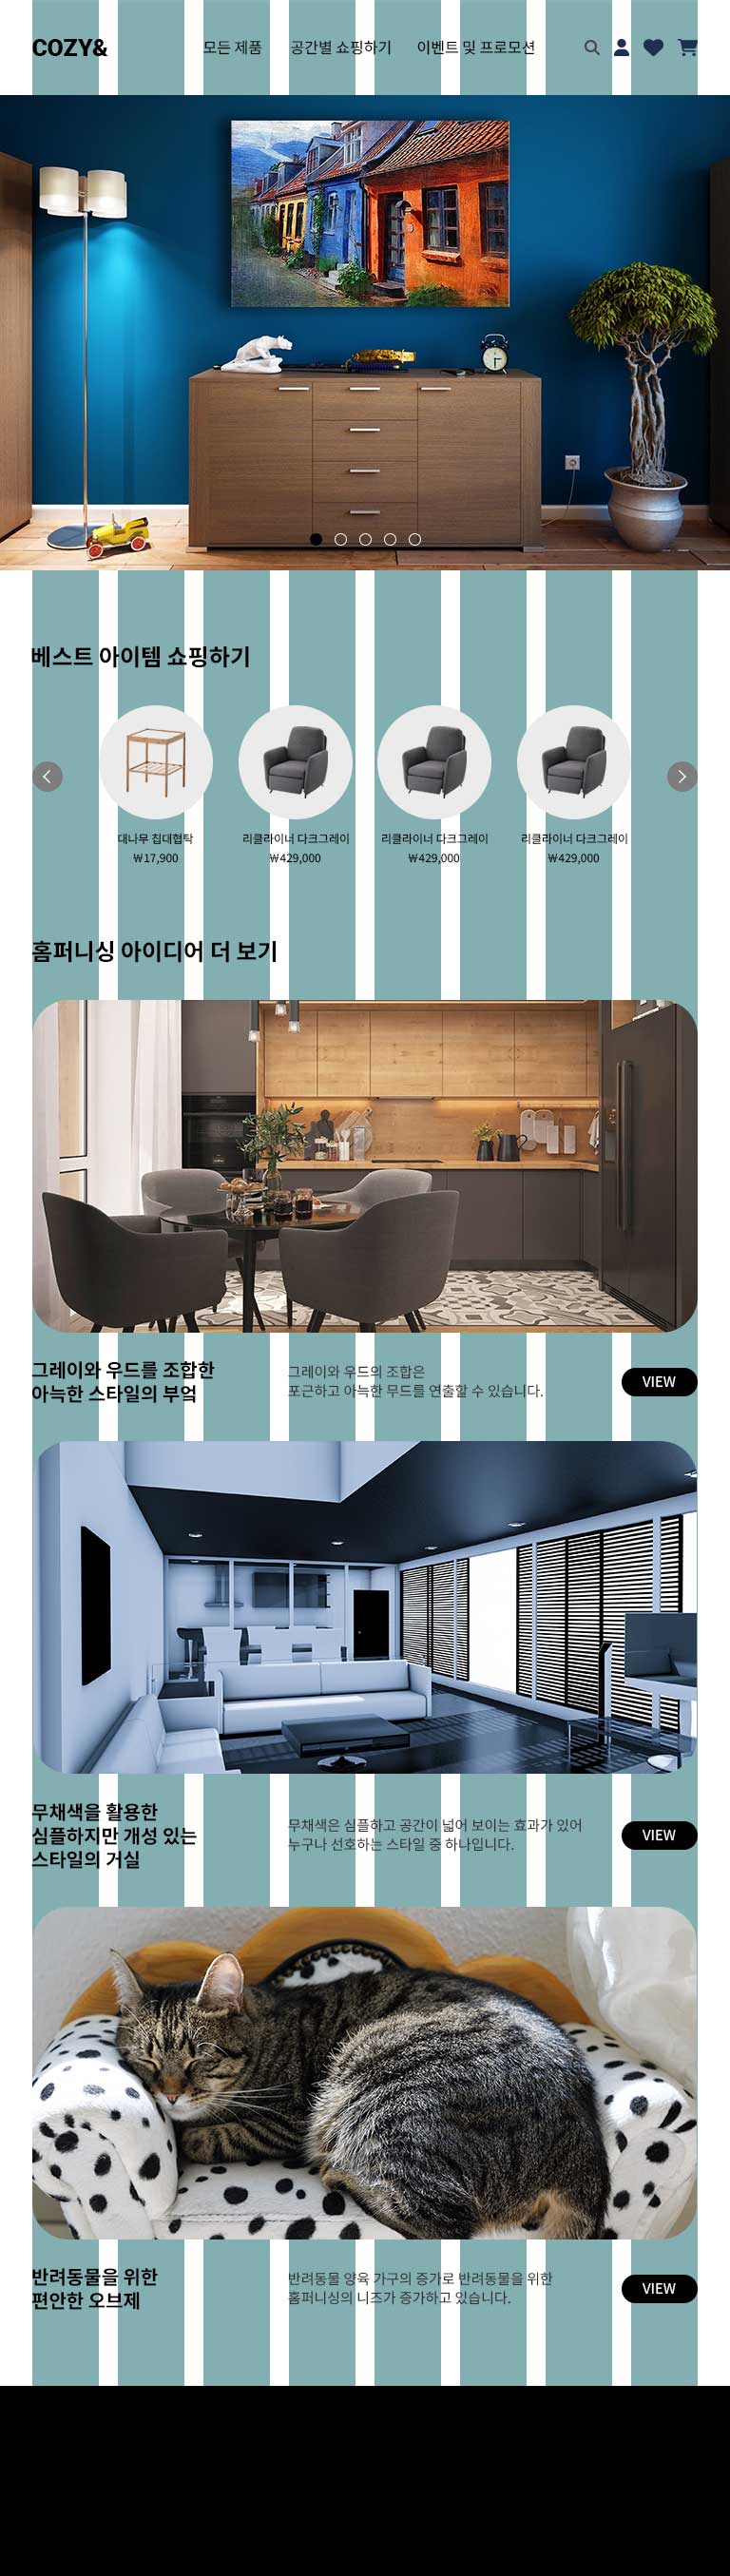 COZY&
모든 제품 공간별 쇼핑하기 이벤트 및 프로모션
베스트 아이템 쇼핑하기
대나무 침대협탁 리클라이너 다크그레이 리클라이너 다크그레이 리클라이너 다크그레이
₩17,900 ₩429,000 ₩429,000 ₩429,000
홈퍼니싱 아이디어 더 보기
그레이와 우드를 조합한
아늑한 스타일의 부엌
그레이와 우드의 조합은
포근하고 아늑한 무드를 연출할 수 있습니다.
VIEW
무채색을 활용한
심플하지만 개성 있는
스타일의 거실
무채색은 심플하고 공간이 넓어 보이는 효과가 있어
누구나 선호하는 스타일 중 하나입니다.
VIEW
반려동물을 위한
편안한 오브제
반려동물 양육 가구의 증가로 반려동물을 위한
홈퍼니싱의 니즈가 증가하고 있습니다.
VIEW